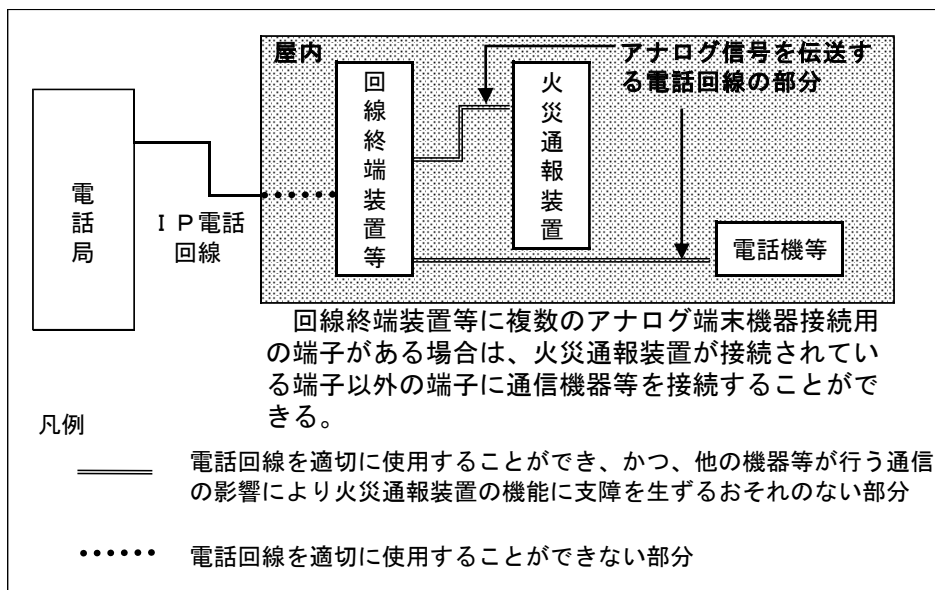 屋内
アナログ信号を伝送す
る電話回線の部分
電話局
ＩＰ電話
回線
回線終端装置等
火災通報装置
電話機等
　回線終端装置等に複数のアナログ端末機器接続用
の端子がある場合は、火災通報装置が接続されてい
る端子以外の端子に通信機器等を接続することがで
きる。
凡例
電話回線を適切に使用することができ、かつ、他の機器等が行う通信
の影響により火災通報装置の機能に支障を生ずるおそれのない部分
電話回線を適切に使用することができない部分